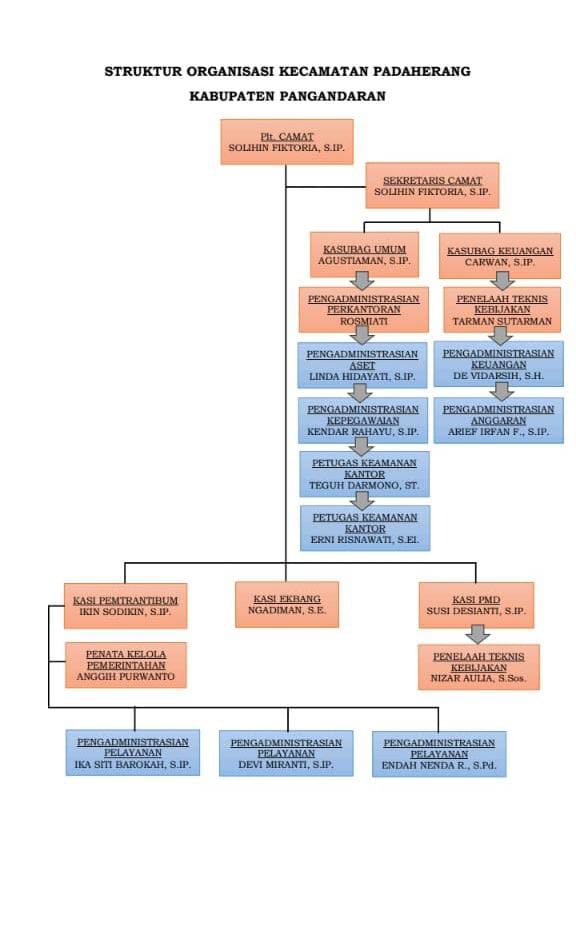 STRUKTUR ORGANISASI KECAMATAN PADAHERANG
KABUPATEN PANGANDARAN
Plt. CAMAT
SOLIHIN FIKTORIA, S.IP.
SEKRETARIS CAMAT
SOLIHIN FIKTORIA, S.IP.
KASUBAG UMUM
AGUSTIAMAN, S.IP.
KASUBAG KEUANGAN
CARWAN, S.IP.
PENGADMINISTRASIAN
PERKANTORAN
ROSMIATI
PENELAAH TEKNIS
KEBIJAKAN
TARMAN SUTARMAN
PENGADMINISTRASIAN
ASET
LINDA HIDAYATI, S.IP.
PENGADMINISTRASIAN
KEUANGAN
DE VIDARSIH, S.H.
PENGADMINISTRASIAN
KEPEGAWAIAN
KENDAR RAHAYU, S.IP.
PENGADMINISTRASIAN
ANGGARAN
ARIEF IRFAN F., S.IP.
PETUGAS KEAMANAN
KANTOR
TEGUH DARMONO, ST.
PETUGAS KEAMANAN
KANTOR
ERNI RISNAWATI, S.EI.
KASI PEMTRANTIBUM
IKIN SODIKIN, S.IP.
KASI EKBANG
NGADIMAN, S.E.
KASI PMD
SUSI DESIANTI, S.IP.
PENATA KELOLA
PEMERINTAHAN
ANGGIH PURWANTO
PENELAAH TEKNIS
KEBIJAKAN
NIZAR AULIA, S.Sos.
PENGADMINISTRASIAN
PELAYANAN
IKA SITI BAROKAH, S.IP.
PENGADMINISTRASIAN
PELAYANAN
DEVI MIRANTI, S.IP.
PENGADMINISTRASIAN
PELAYANAN
ENDAH NENDA R., S.Pd.